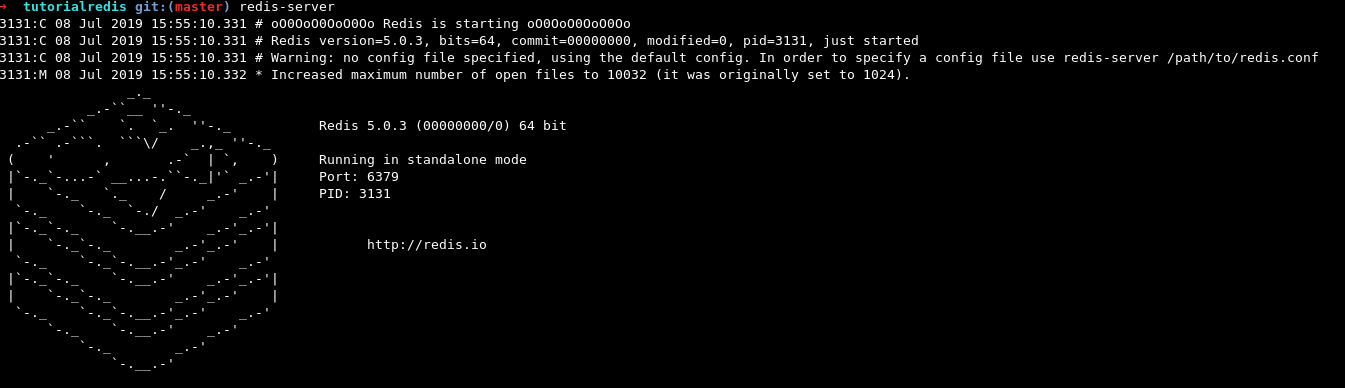 → tutorialredis git:(master) redis-server
3131:C 08 Jul 2019 15:55:10.331 # oO0OoO0OoO0Oo Redis is starting oO0OoO0OoO0Oo
3131:C 08 Jul 2019 15:55:10.331 # Redis version=5.0.3, bits=64, commit=00000000, modified=0, pid=3131, just started
3131:C 08 Jul 2019 15:55:10.331 # Warning: no config file specified, using the default config. In order to specify a config file use redis-server /path/to/redis.conf
3131:M 08 Jul 2019 15:55:10.332 * Increased maximum number of open files to 10032 (it was originally set to 1024).
Redis 5.0.3 (00000000/0) 64 bit
Running in standalone mode
Port: 6379
PID: 3131
http://redis.io